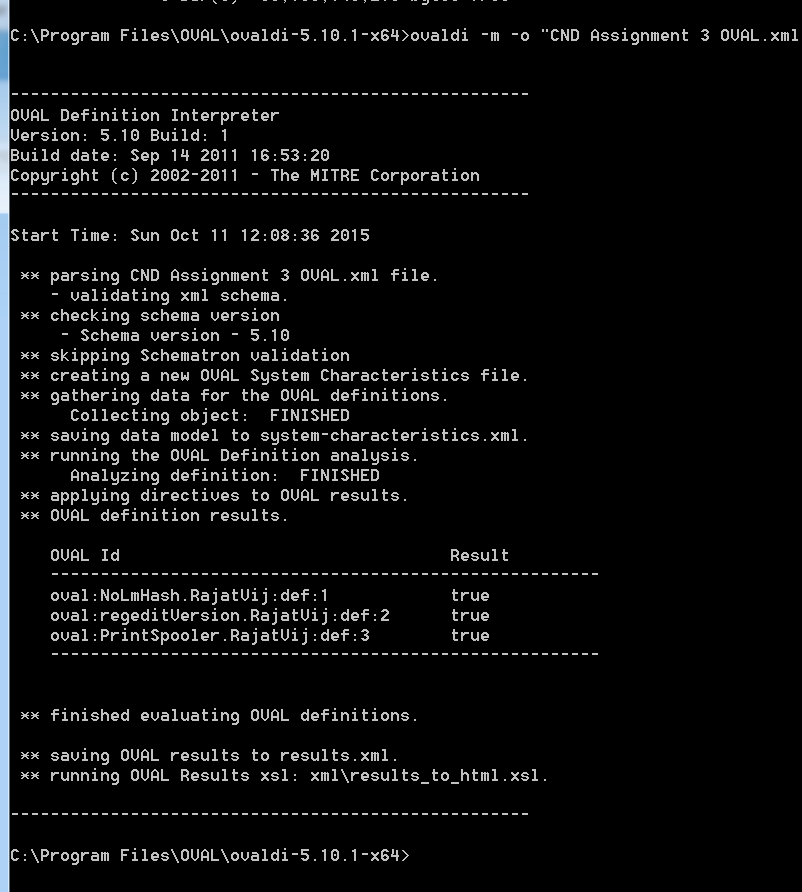 C:\Program Files\OVAL\ovaldi-5.10.1-x64>ovaldi -m -o "CND Assignment 3 OVAL.xml
----------------------------------------------------
OVAL Definition Interpreter
Version: 5.10 Build: 1
Build date: Sep 14 2011 16:53:20
Copyright (c) 2002-2011 - The MITRE Corporation
----------------------------------------------------
Start Time: Sun Oct 11 12:08:36 2015
** parsing CND Assignment 3 OVAL.xml file.
- validating xml schema.
** checking schema version
- Schema version - 5.10
** skipping Schematron validation
** creating a new OVAL System Characteristics file.
** gathering data for the OVAL definitions.
Collecting object:  FINISHED
** saving data model to system-characteristics.xml.
** running the OVAL Definition analysis.
Analyzing definition:  FINISHED
** applying directives to OVAL results.
** OVAL definition results.
OVAL Id                                 Result
-------------------------------------------------------
oval:NoLmHash.RajatVij:def:1            true
oval:regeditVersion.RajatVij:def:2      true
oval:PrintSpooler.RajatVij:def:3        true
-------------------------------------------------------
** finished evaluating OVAL definitions.
** saving OVAL results to results.xml.
** running OVAL Results xsl: xml\results_to_html.xsl.
----------------------------------------------------
C:\Program Files\OVAL\ovaldi-5.10.1-x64>